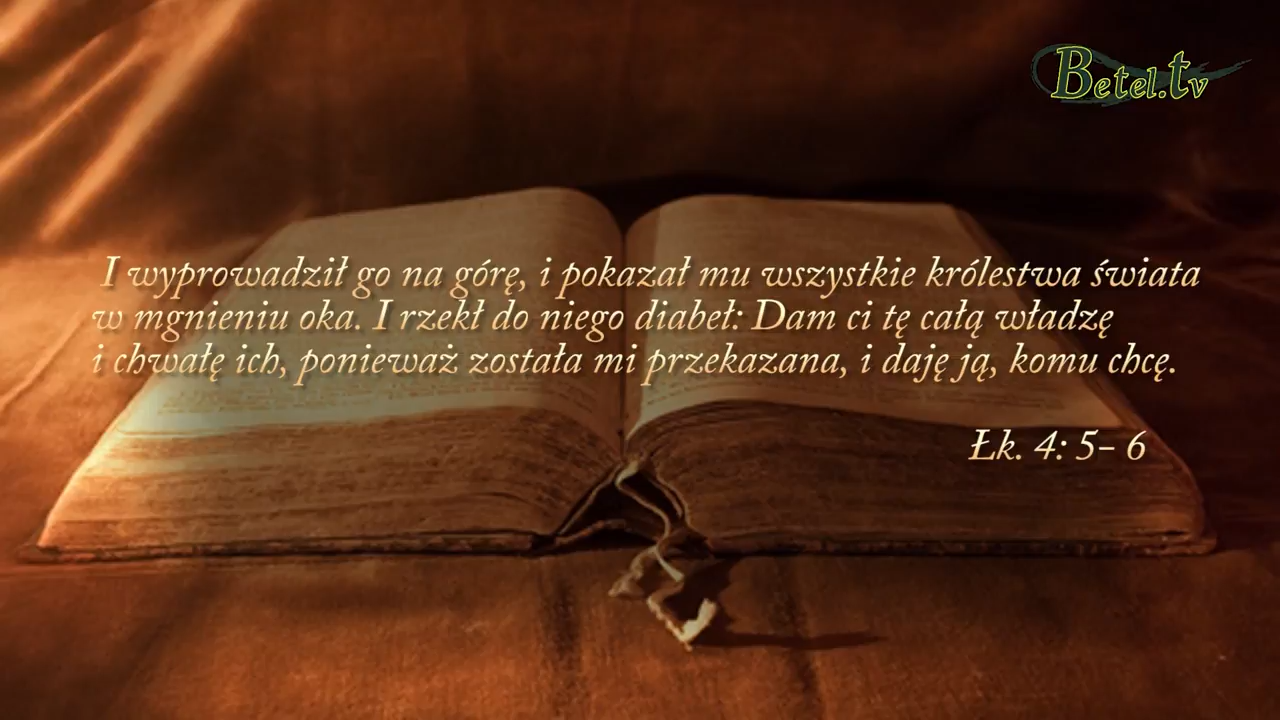 Betel.tv
I wyprowadził go na górę, i pokazał mu wszystkie królestwa świata
w mgnieniu oka. I rzekł do niego diabeł: Dam ci tę całą władzę
i chwałę ich, ponieważ została mi przekazana, i daję ją, komu chcę.
Łk. 4: 5– 6